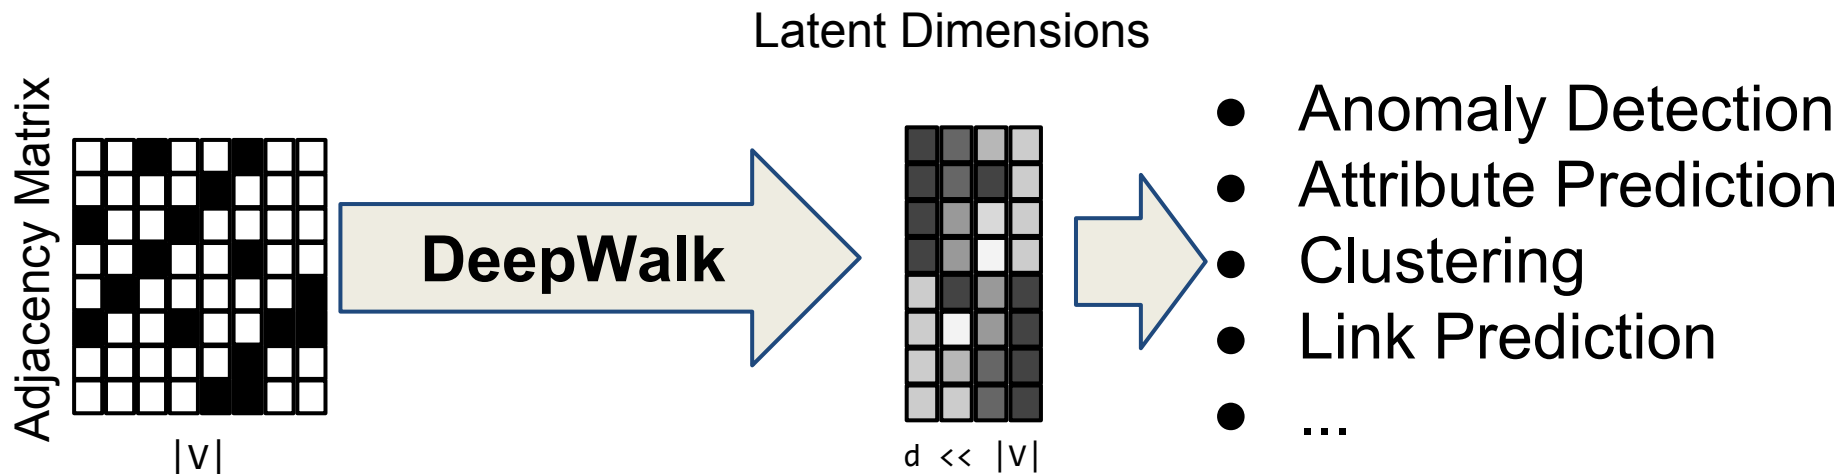 Latent Dimensions
Adjacency Matrix
|V|
DeepWalk
d << |V|
● Anomaly Detection
● Attribute Prediction
● Clustering
● Link Prediction
● ...